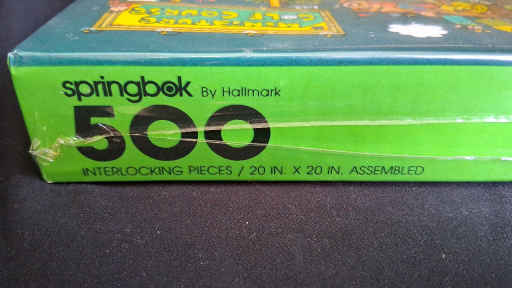 springbok By Hallmark
500
INTERLOCKING PIECES / 20 IN. X 20 IN. ASSEMBLED